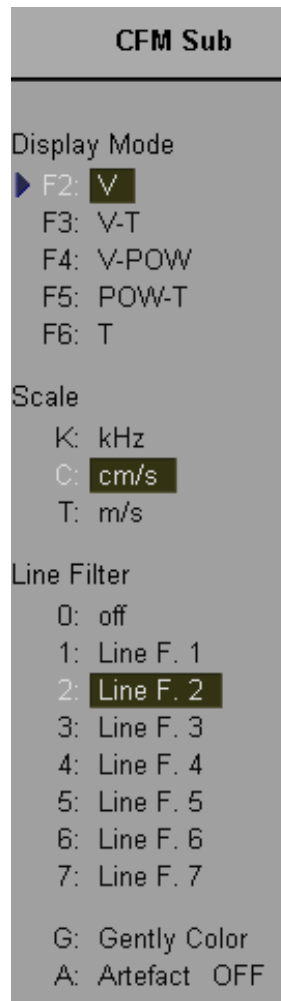 CFM Sub
Display Mode
F2: V
F3: V-T
F4: V-POW
F5: POW-T
F6: T
Scale
K: kHz
C: cm/s
T: m/s
Line Filter
0: off
1: Line F. 1
2: Line F. 2
3: Line F. 3
4: Line F. 4
5: Line F. 5
6: Line F. 6
7: Line F. 7
G: Gently Color
A: Artefact OFF